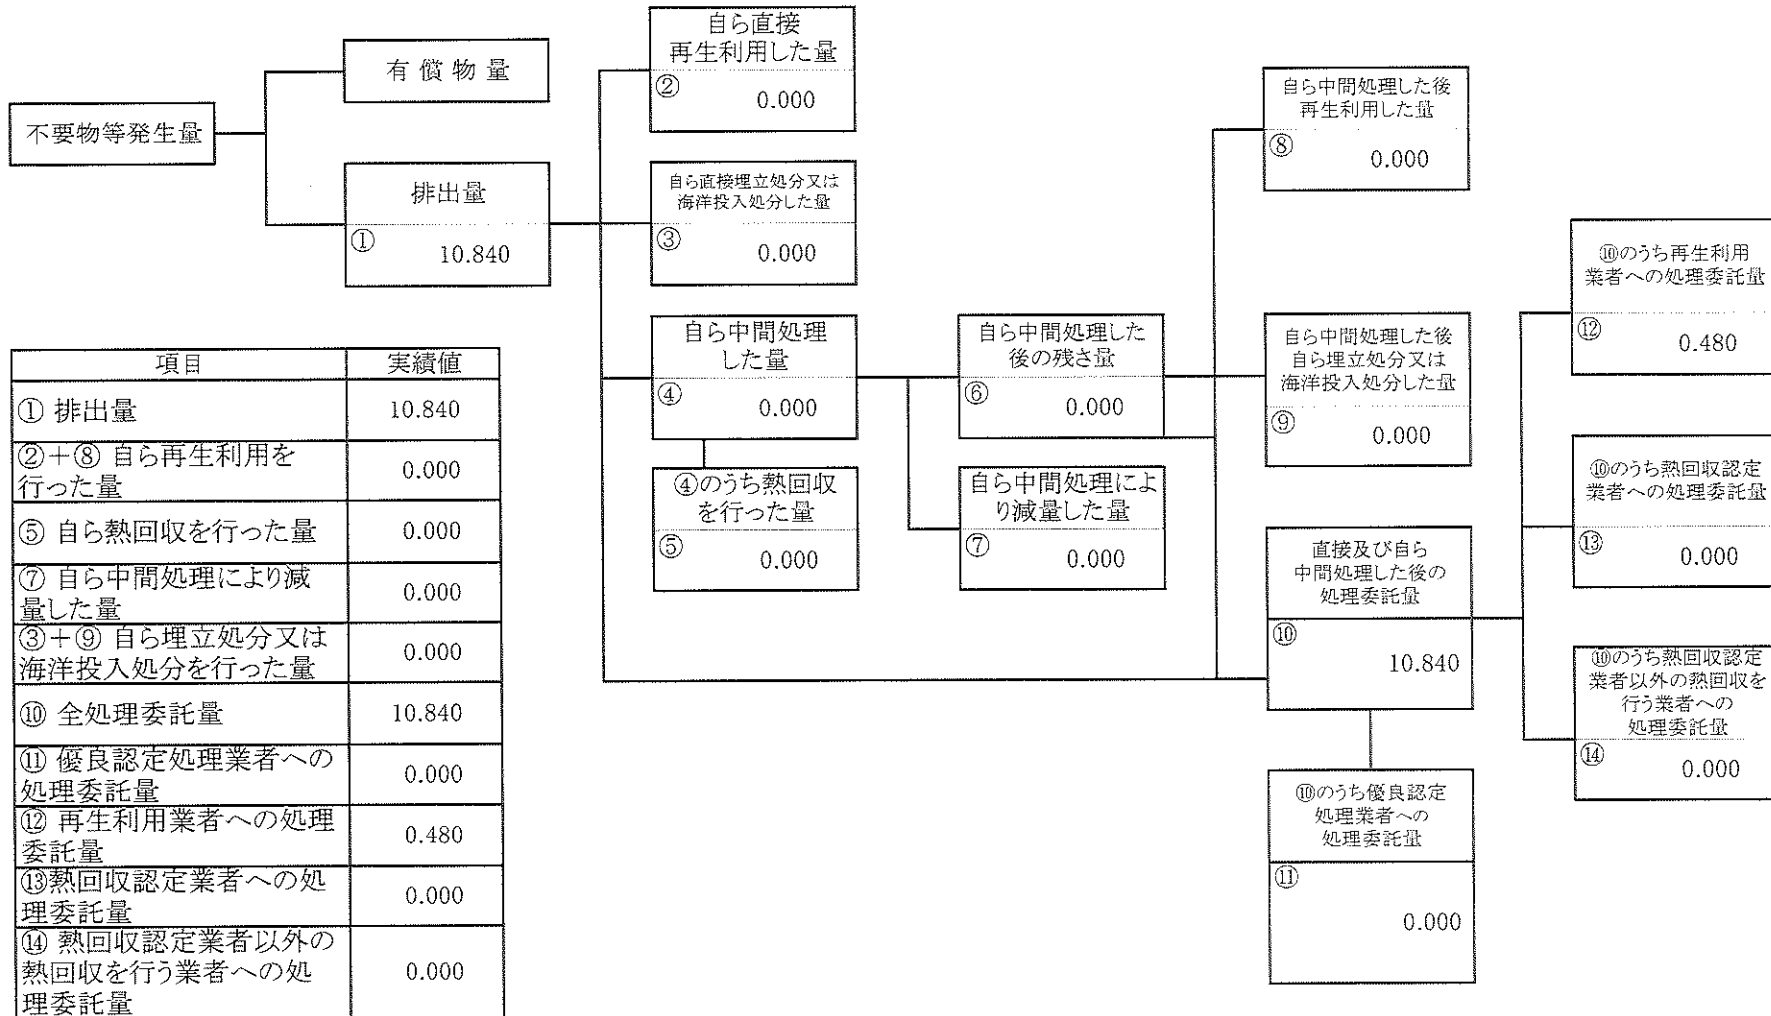 不要物等発生量
有償物量
排出量
①
10.840
自ら直接
再生利用した量
②
0.000
自ら直接埋立処分又は
海洋投入処分した量
③
0.000
自ら中間処理
した量
④
0.000
④のうち熱回収
を行った量
⑤
0.000
自ら中間処理した
後の残さ量
⑥
0.000
自ら中間処理によ
り減量した量
⑦
0.000
自ら中間処理した後
再生利用した量
⑧
0.000
自ら中間処理した後
自ら埋立処分又は
海洋投入処分した量
⑨
0.000
直接及び自ら
中間処理した後の
処理委託量
⑩
10.840
⑩のうち優良認定
処理業者への
処理委託量
⑪
0.000
⑩のうち再生利用
業者への処理委託量
⑫
0.480
⑩のうち熱回収認定
業者への処理委託量
⑬
0.000
⑩のうち熱回収認定
業者以外の熱回収を
行う業者への
処理委託量
⑭
0.000
項目 実績値
① 排出量 10.840
②+⑧ 自ら再生利用を
行った量 0.000
⑤ 自ら熱回収を行った量 0.000
⑦ 自ら中間処理により減
量した量 0.000
③+⑨ 自ら埋立処分又は
海洋投入処分を行った量 0.000
⑩ 全処理委託量 10.840
⑪ 優良認定処理業者への
処理委託量 0.000
⑫ 再生利用業者への処理
委託量 0.480
⑬熱回収認定業者への処
理委託量 0.000
⑭ 熱回収認定業者以外の
熱回収を行う業者への処
理委託量 0.000